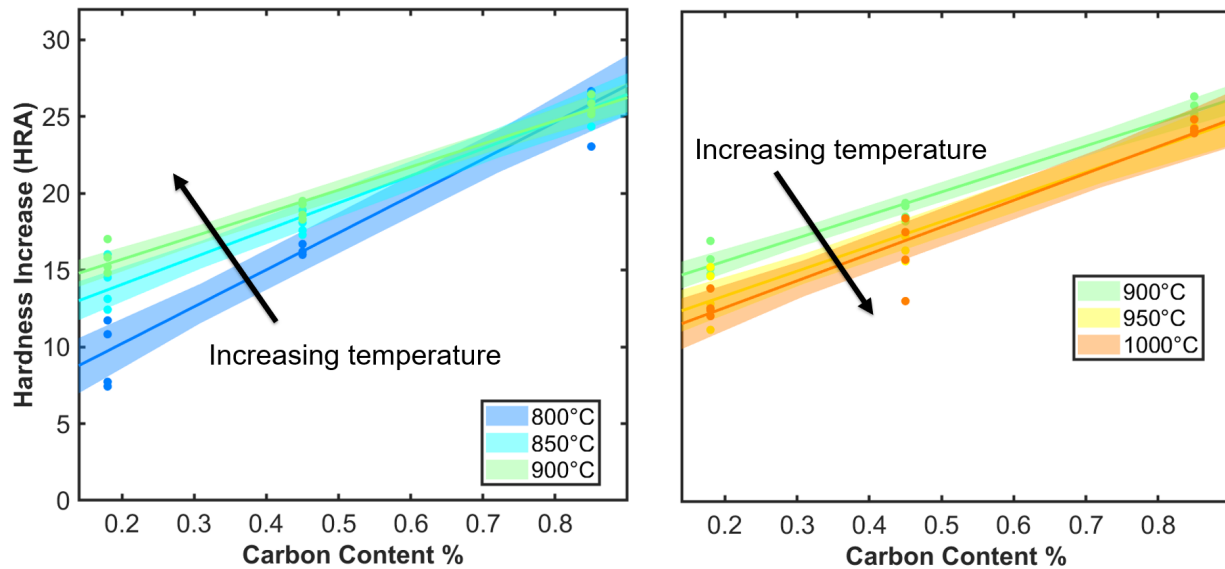 Hardness Increase (HRA)
30
25
20
15
10
5
0
Increasing temperature
800°C
850°C
900°C
0.2 0.3 0.4 0.5 0.6 0.7 0.8
Carbon Content %
Increasing temperature
900°C
950°C
1000°C
0.2 0.3 0.4 0.5 0.6 0.7 0.8
Carbon Content %